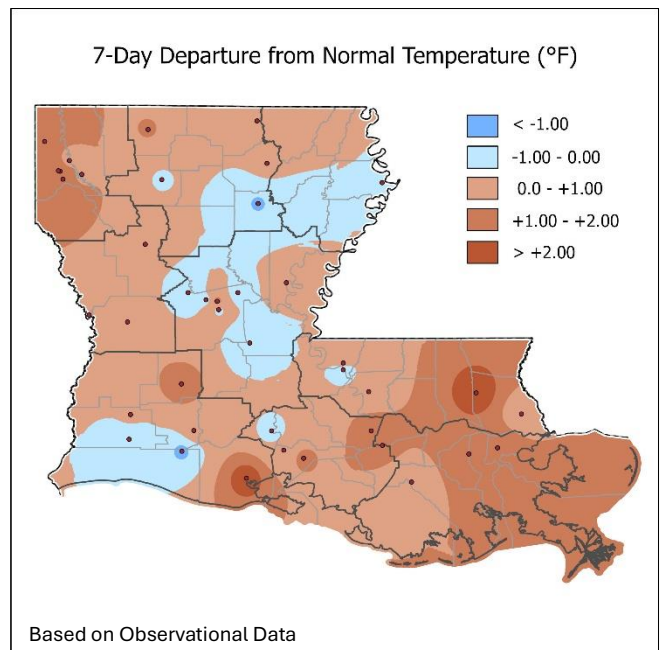 7-Day Departure from Normal Temperature (°F)
< -1.00
-1.00 - 0.00
0.0 - +1.00
+1.00 - +2.00
> +2.00
Based on Observational Data